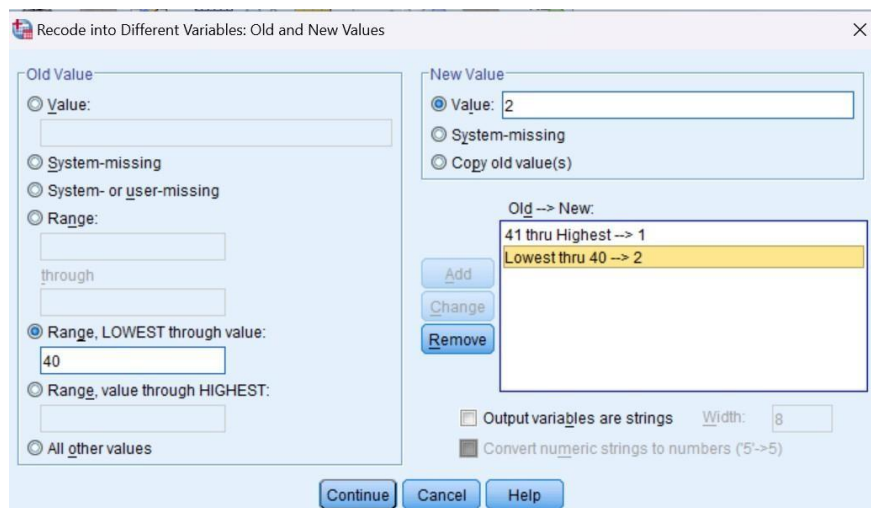 Recode into Different Variables: Old and New Values
Old Value
Value:
System-missing
System- or user-missing
Range:
through
Range, LOWEST through value:
40
Range, value through HIGHEST:
All other values
New Value
Value: 2
System-missing
Copy old value(s)
Old --> New:
41 thru Highest --> 1
Lowest thru 40 --> 2
Add
Change
Remove
Output variables are strings Width: 8
Convert numeric strings to numbers ('5'->5)
Continue Cancel Help